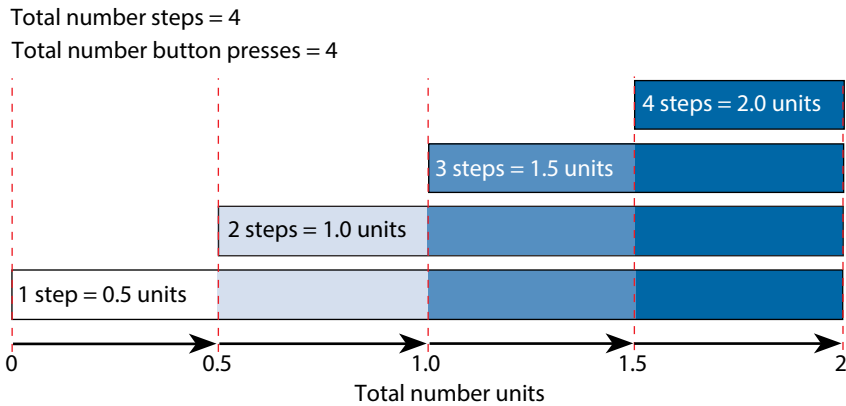 Total number steps = 4
Total number button presses = 4
4 steps = 2.0 units
3 steps = 1.5 units
2 steps = 1.0 units
1 step = 0.5 units
0 0.5 1.0 1.5 2
Total number units